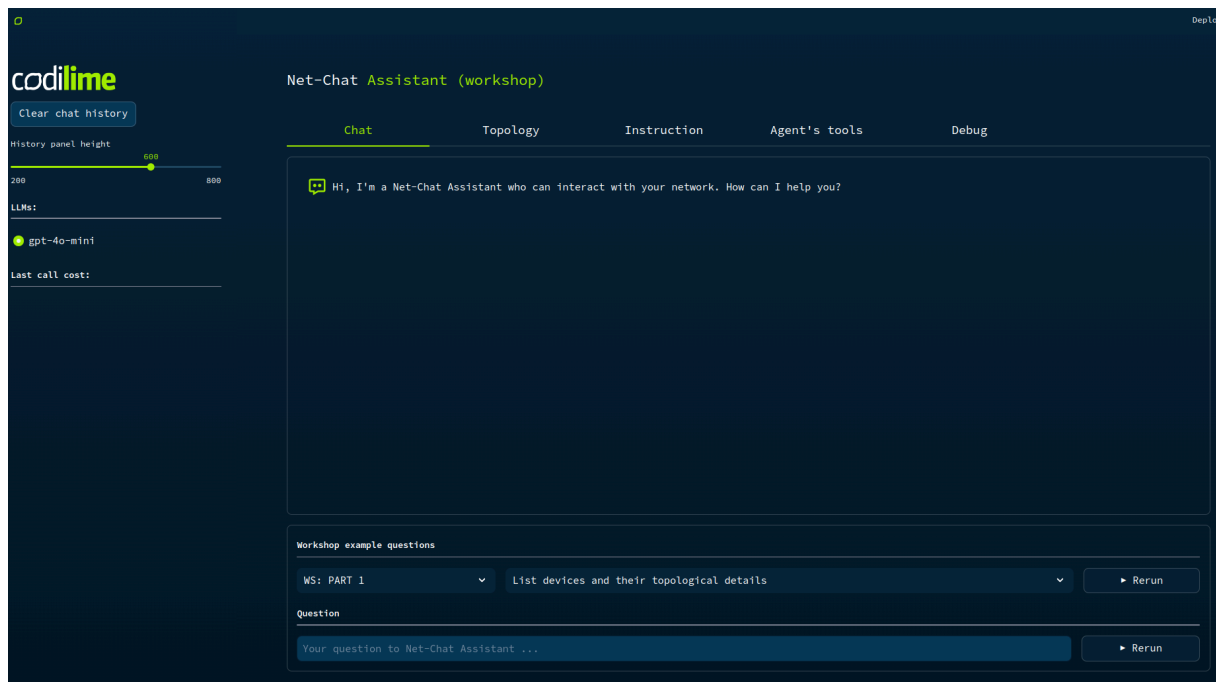 Deplo
codilime
Clear chat history
History panel height
600
200 800
LLMs:
gpt-4o-mini
Last call cost:
Net-Chat Assistant (workshop)
Chat Topology Instruction Agent's tools Debug
Hi, I'm a Net-Chat Assistant who can interact with your network. How can I help you?
Workshop example questions
WS: PART 1 List devices and their topological details ▸ Rerun
Question
Your question to Net-Chat Assistant ... ▸ Rerun